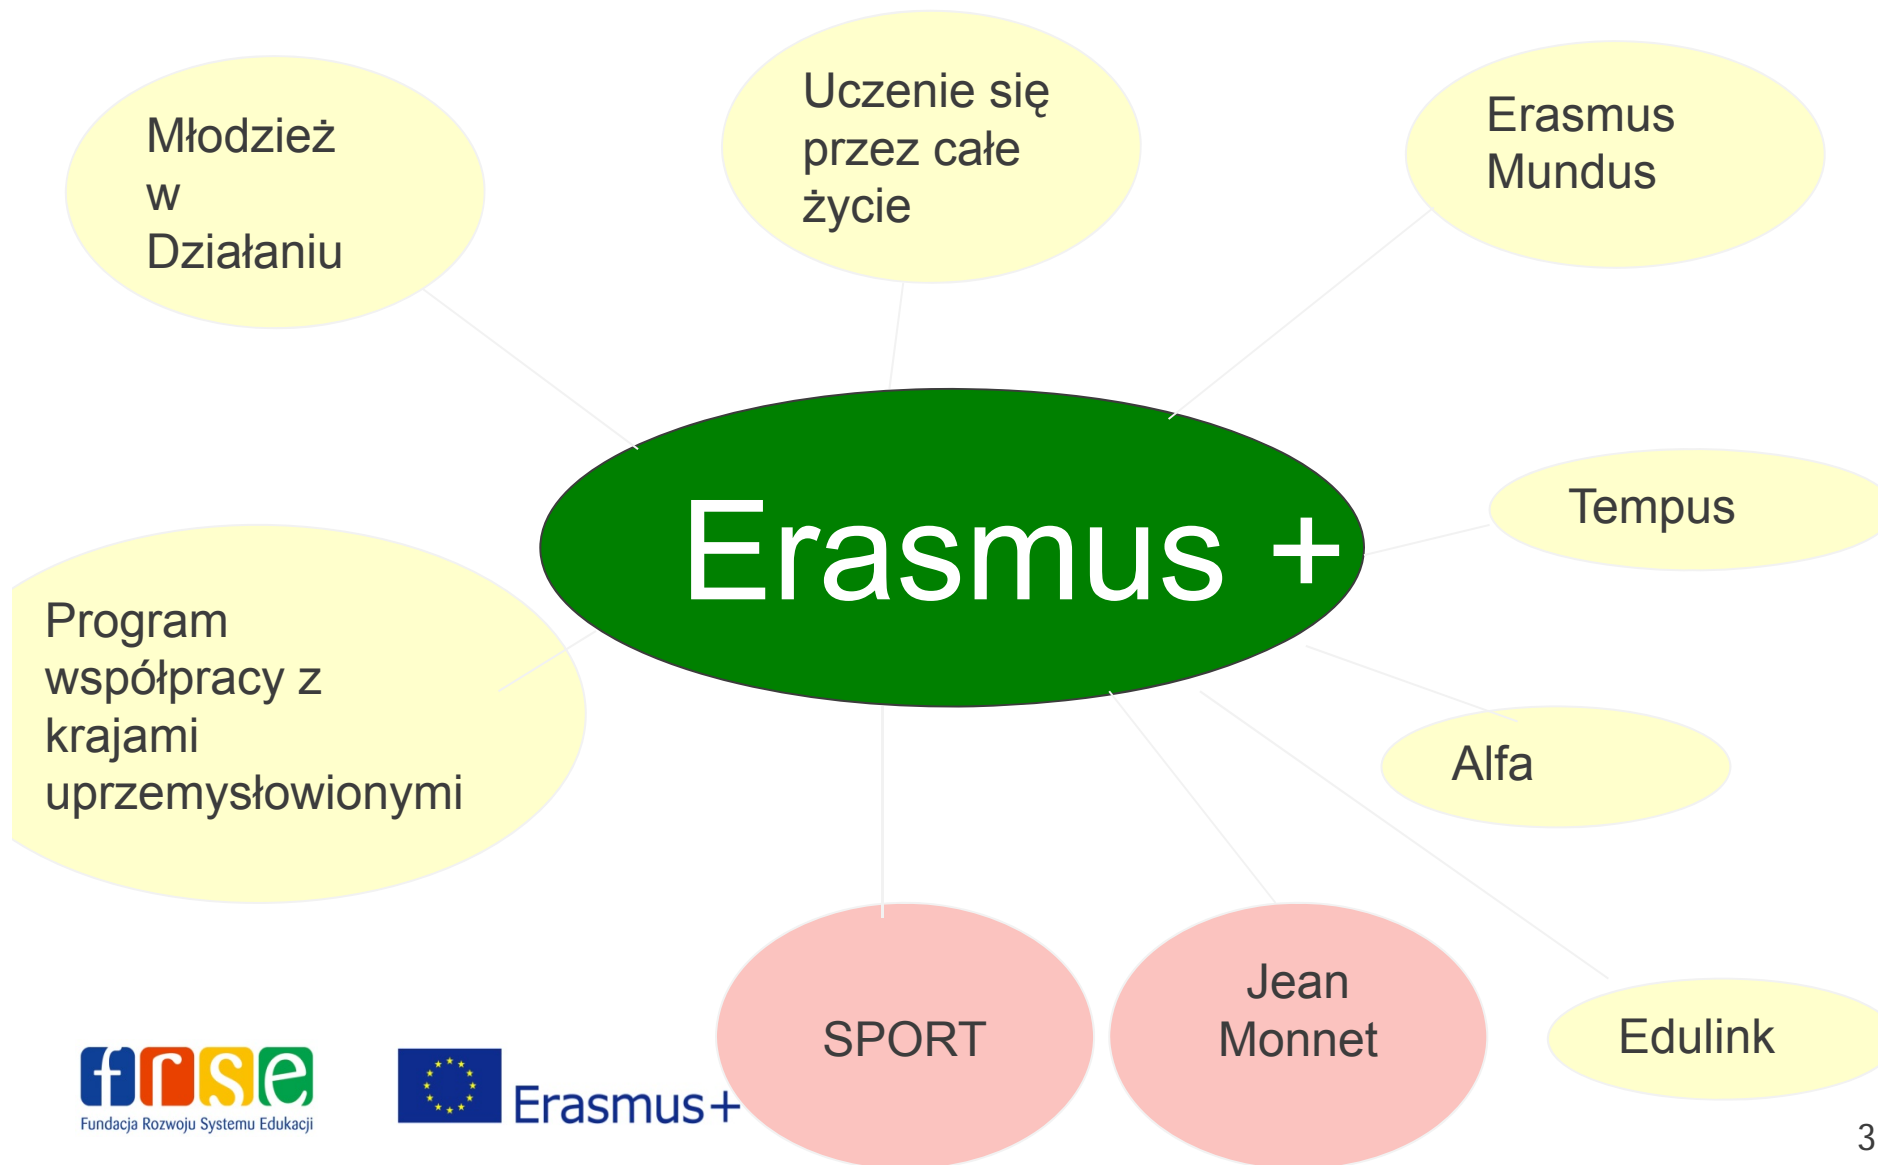 Młodzież
w
Działaniu
Uczenie się
przez całe
życie
Erasmus
Mundus
Erasmus +
Tempus
Program
współpracy z
krajami
uprzemysłowionymi
Alfa
SPORT
Jean
Monnet
Edulink
frse
Fundacja Rozwoju Systemu Edukacji
Erasmus+
3